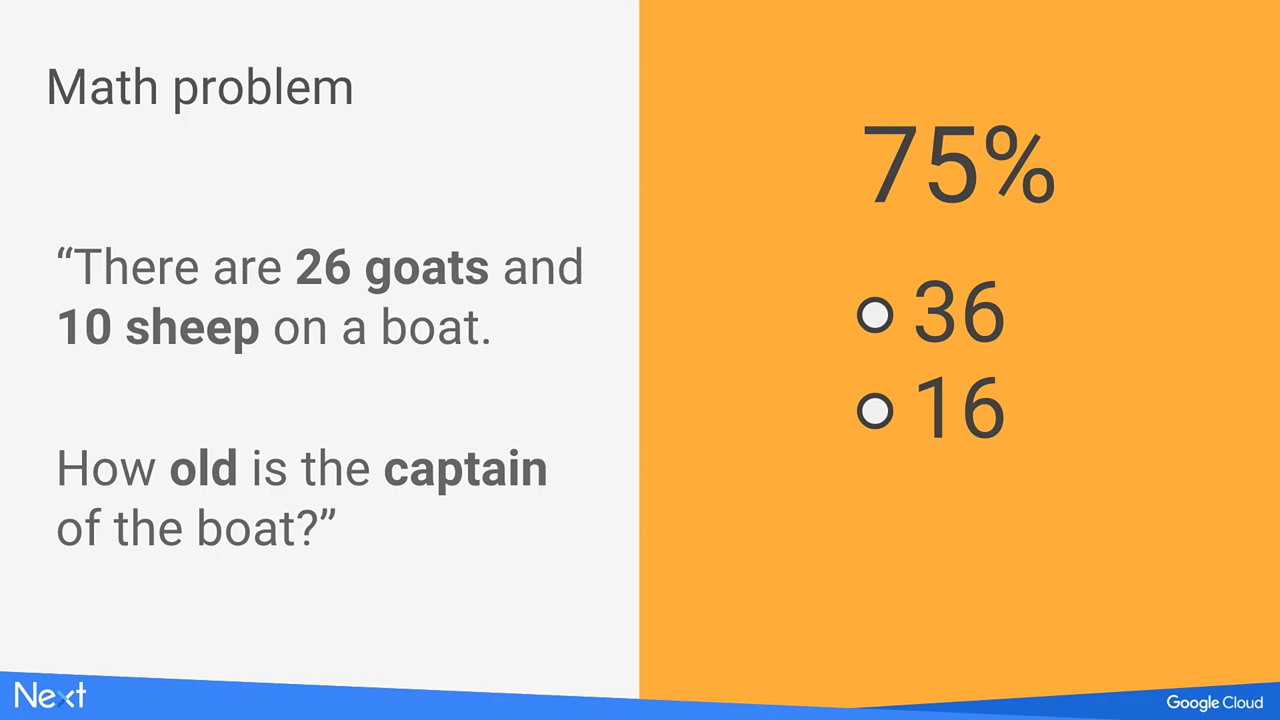 Math problem
“There are 26 goats and
10 sheep on a boat.
How old is the captain
of the boat?”
75%
36
16
Next
Google Cloud